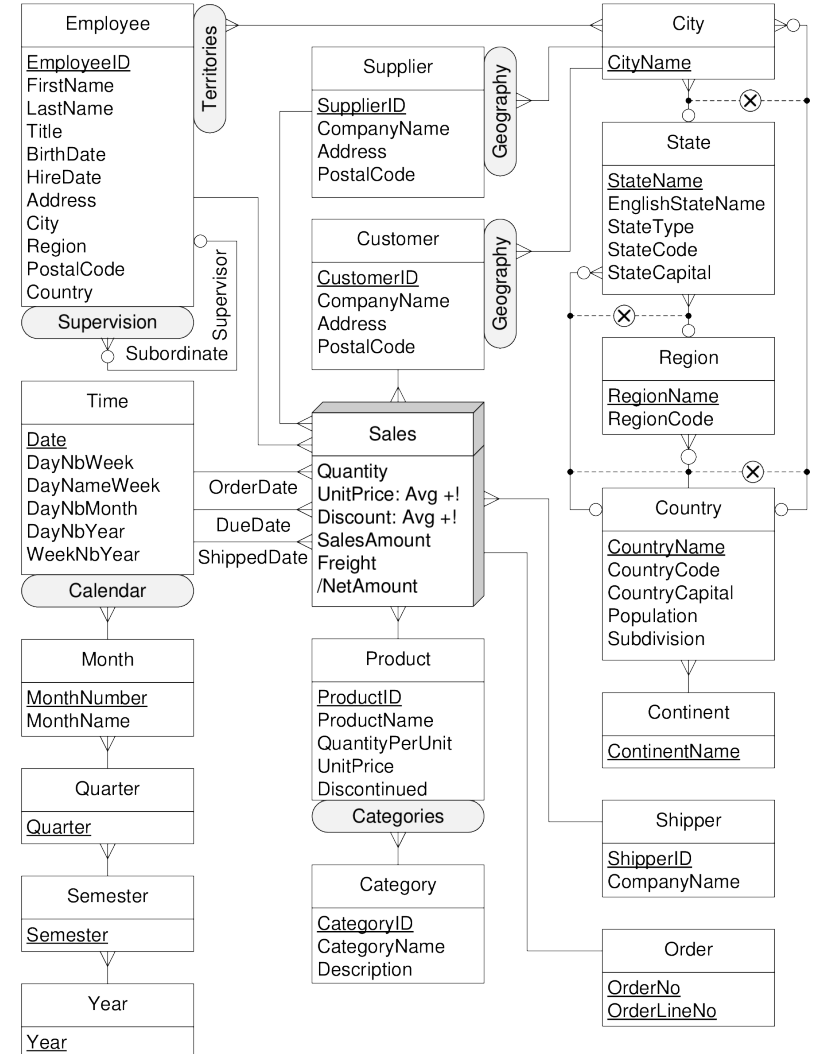 Employee
EmployeeID
FirstName
LastName
Title
BirthDate
HireDate
Address
City
Region
PostalCode
Country
Supervision
Territories
Supervisor
Subordinate
Time
Date
DayNbWeek
DayNameWeek
DayNbMonth
DayNbYear
WeekNbYear
Calendar
Month
MonthNumber
MonthName
Quarter
Quarter
Semester
Semester
Year
Year
OrderDate
DueDate
ShippedDate
Supplier
SupplierID
CompanyName
Address
PostalCode
Geography
Customer
CustomerID
CompanyName
Address
PostalCode
Geography
Sales
Quantity
UnitPrice: Avg +!
Discount: Avg +!
SalesAmount
Freight
/NetAmount
Product
ProductID
ProductName
QuantityPerUnit
UnitPrice
Discontinued
Categories
Category
CategoryID
CategoryName
Description
City
CityName
State
StateName
EnglishStateName
StateType
StateCode
StateCapital
Region
RegionName
RegionCode
Country
CountryName
CountryCode
CountryCapital
Population
Subdivision
Continent
ContinentName
Shipper
ShipperID
CompanyName
Order
OrderNo
OrderLineNo